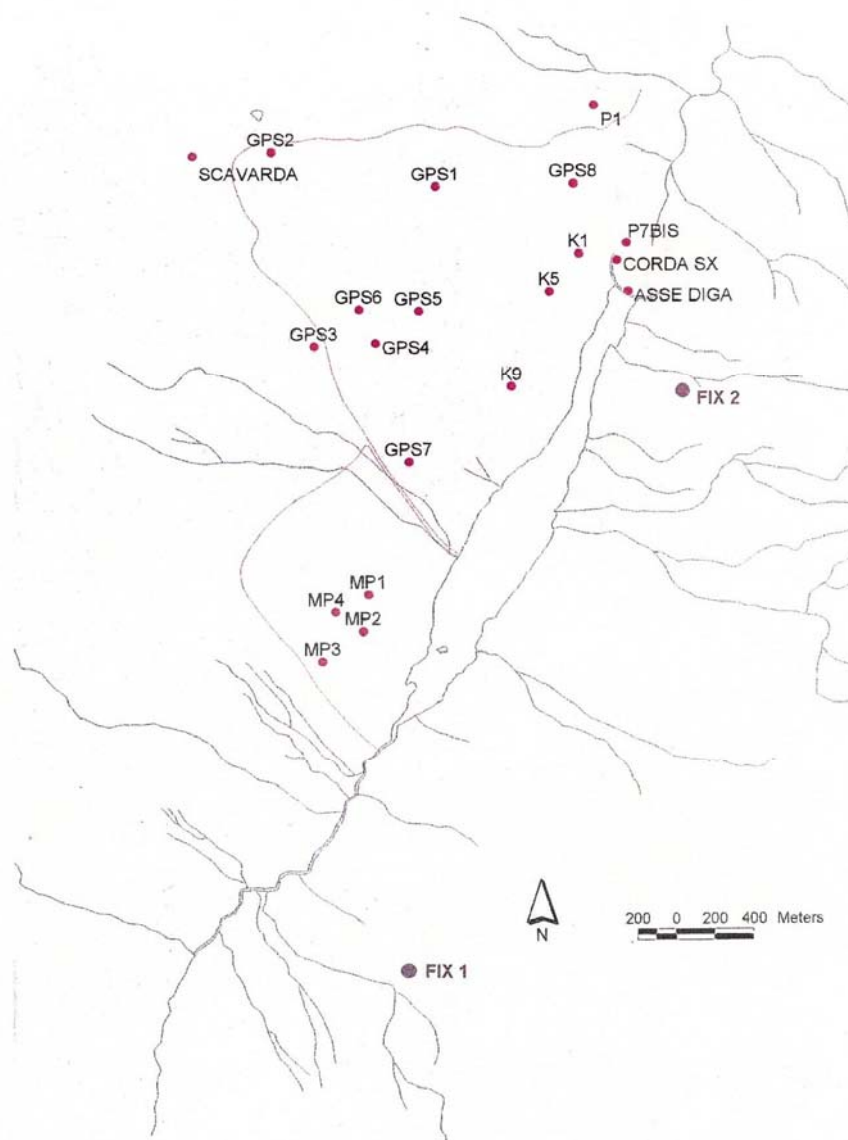 P1
GPS2
SCAVARDA
GPS1
GPS8
P7BIS
K1
CORDA SX
K5
ASSE DIGA
GPS6
GPS5
GPS3
GPS4
K9
FIX 2
GPS7
MP1
MP4
MP2
MP3
N
200 0 200 400 Meters
FIX 1